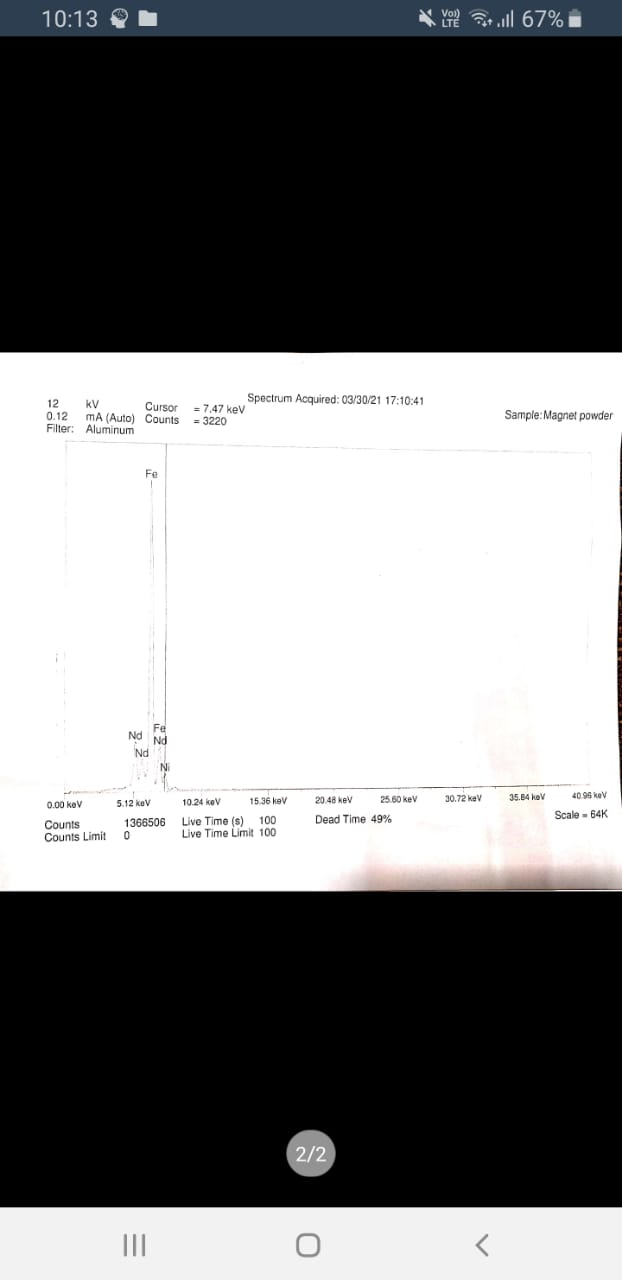 10:13 Vo)) LTE 67%
Spectrum Acquired: 03/30/21 17:10:41
12 kV Cursor = 7.47 keV
0.12 mA (Auto) Counts = 3220
Filter: Aluminum
Sample: Magnet powder
Fe
Nd Fe
Nd
Nd
Ni
0.00 keV 5.12 keV 10.24 keV 15.36 keV 20.48 keV 25.60 keV 30.72 keV 35.84 keV 40.96 keV
Counts 1366506 Live Time (s) 100 Dead Time 49% Scale = 64K
Counts Limit 0 Live Time Limit 100
2/2